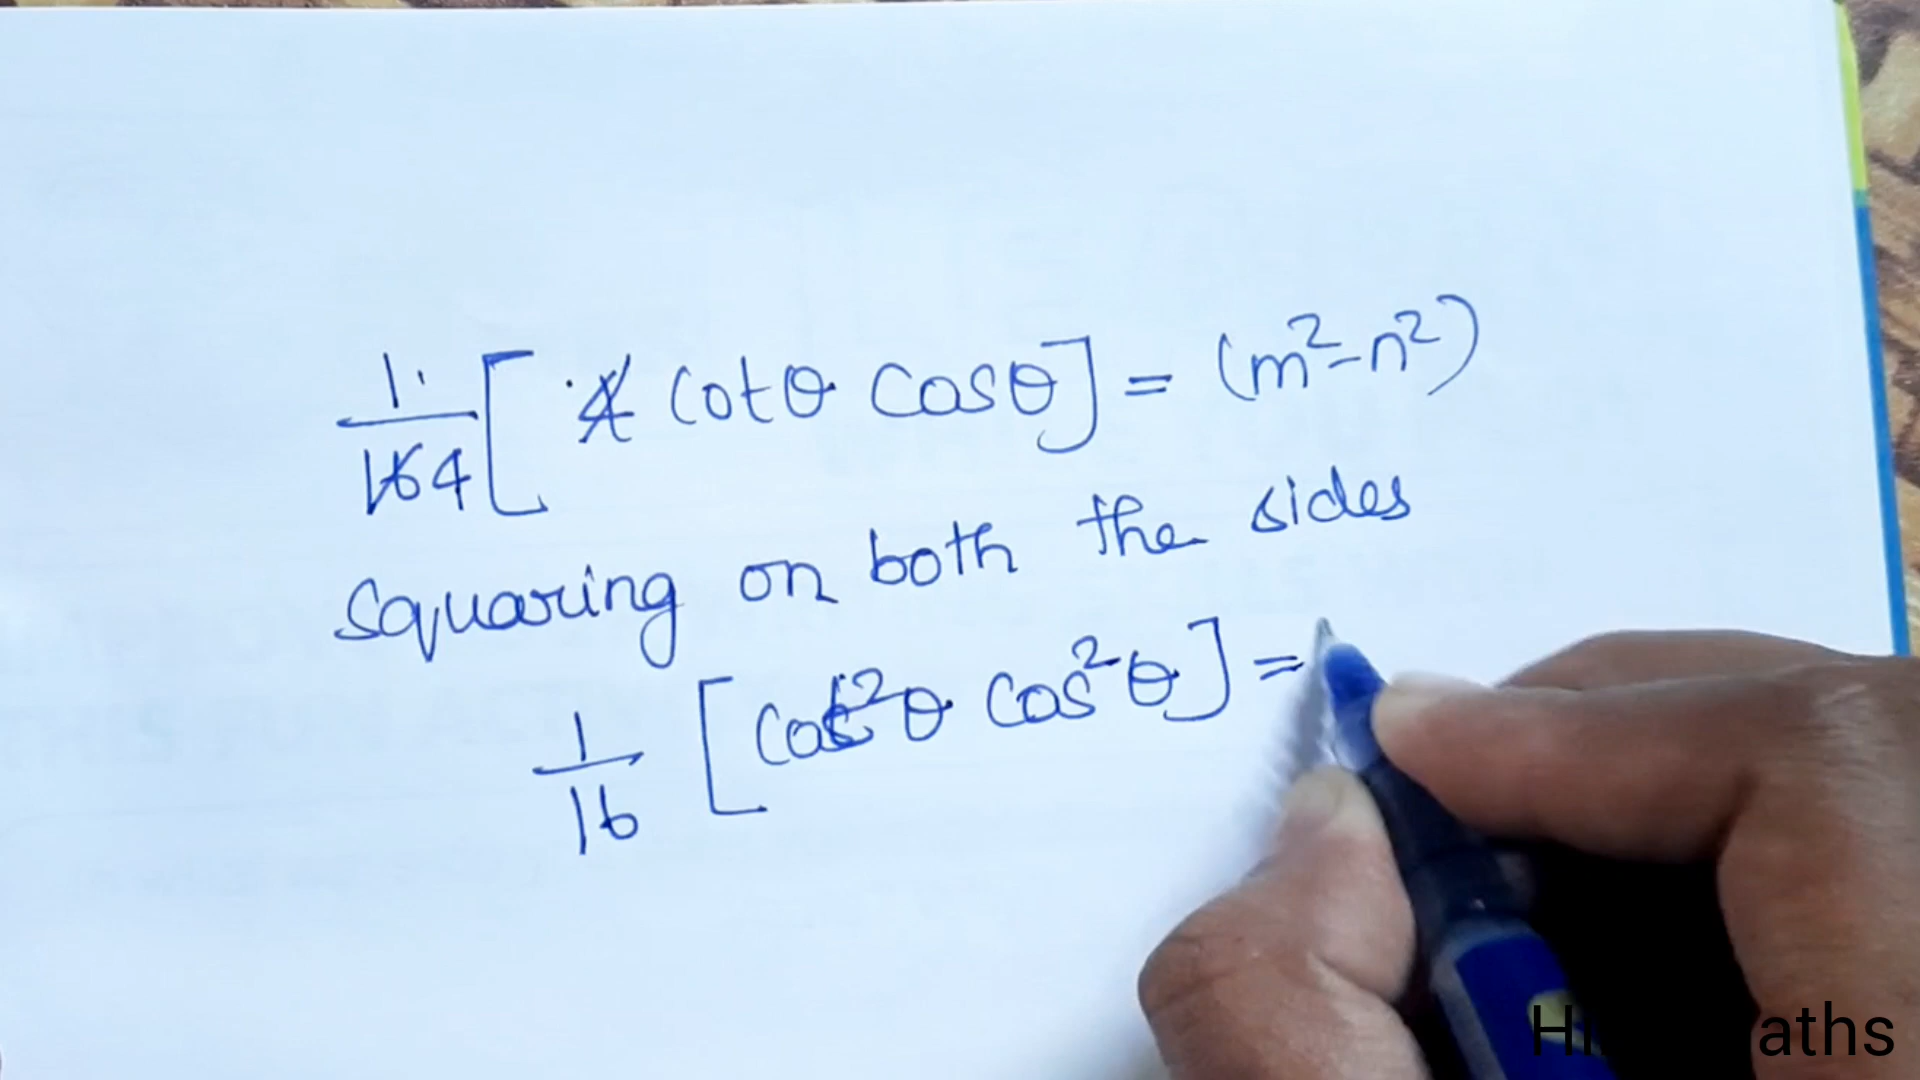 1/164 [ 4 cotθ cosθ ] = (m²-n²)
Squaring on both the sides
1/16 [cot²θ cos²θ] =
aths